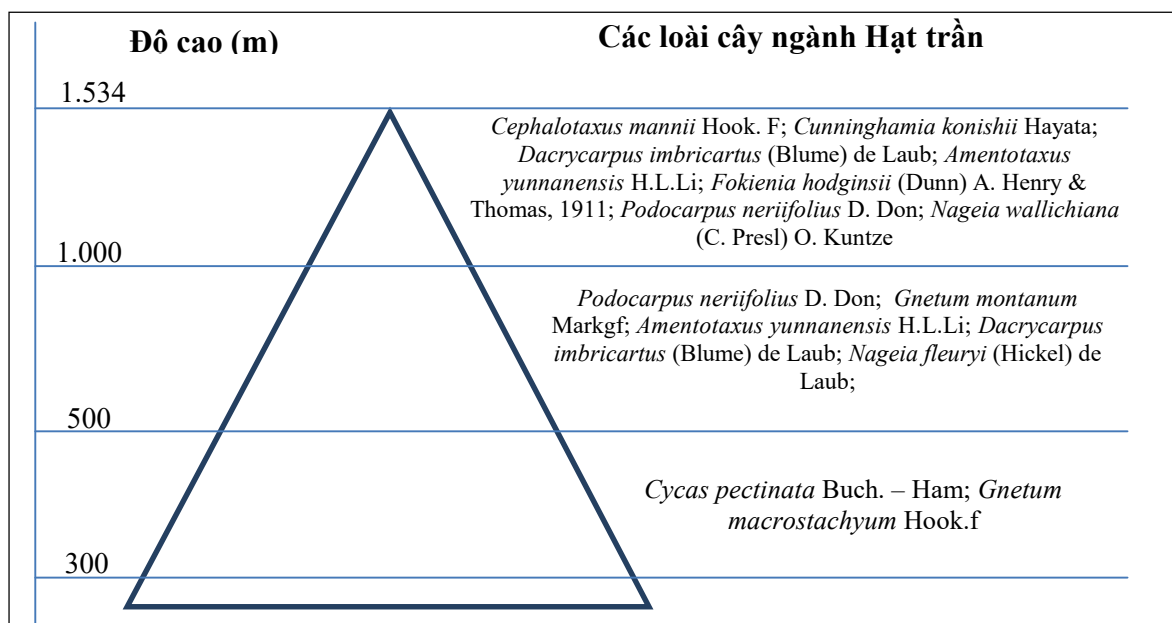 Độ cao (m)
Các loài cây ngành Hạt trần
1.534
Cephalotaxus mannii Hook. F; Cunninghamia konishii Hayata;
Dacrycarpus imbricartus (Blume) de Laub; Amentotaxus
yunnanensis H.L.Li; Fokienia hodginsii (Dunn) A. Henry &
Thomas, 1911; Podocarpus neriifolius D. Don; Nageia wallichiana
(C. Presl) O. Kuntze
1.000
Podocarpus neriifolius D. Don; Gnetum montanum
Markgf; Amentotaxus yunnanensis H.L.Li; Dacrycarpus
imbricartus (Blume) de Laub; Nageia fleuryi (Hickel) de
Laub;
500
Cycas pectinata Buch. – Ham; Gnetum
macrostachyum Hook.f
300